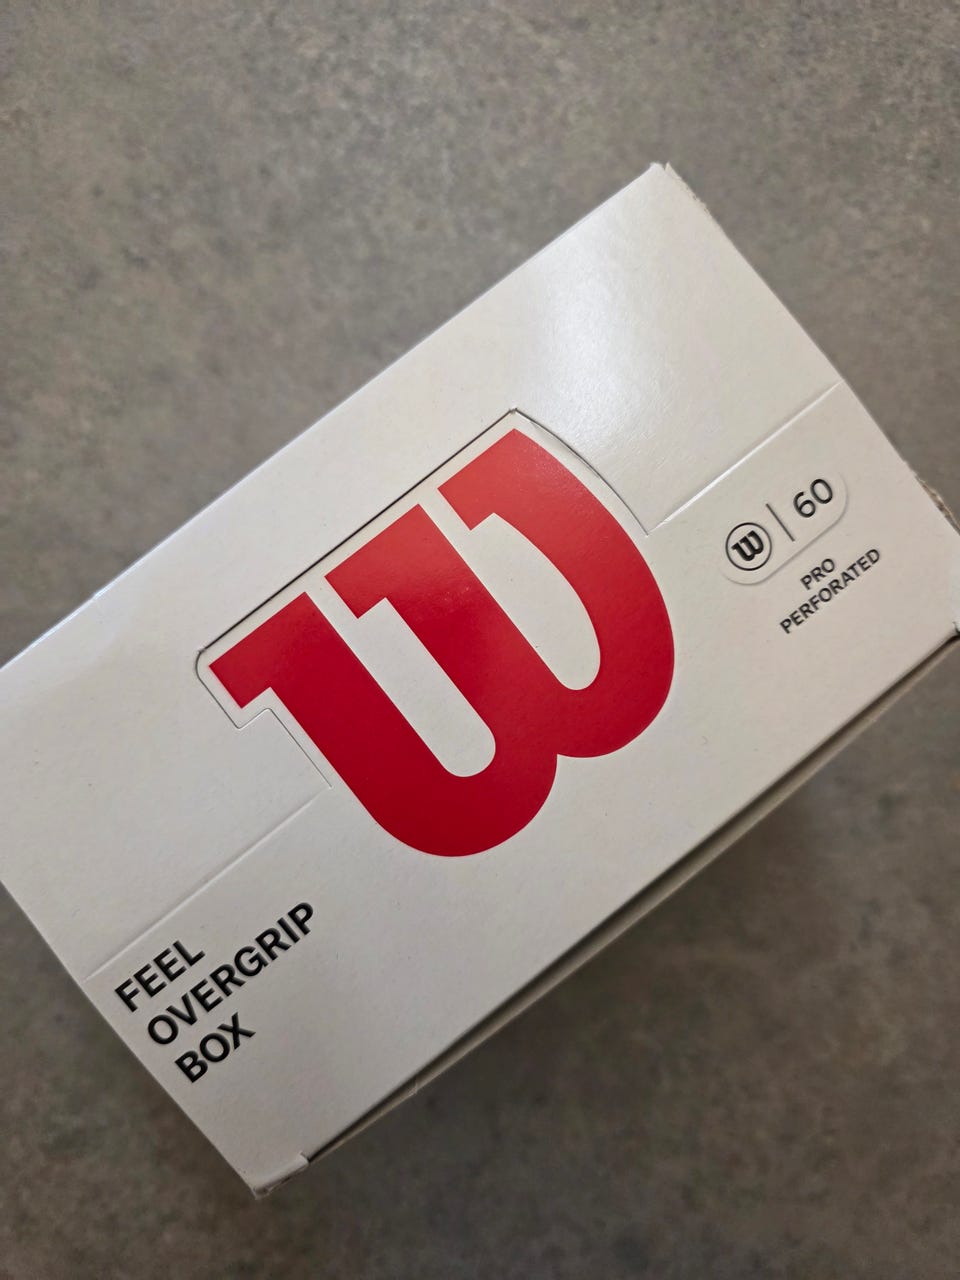 W
W | 60
PRO
PERFORATED
FEEL
OVERGRIP
BOX